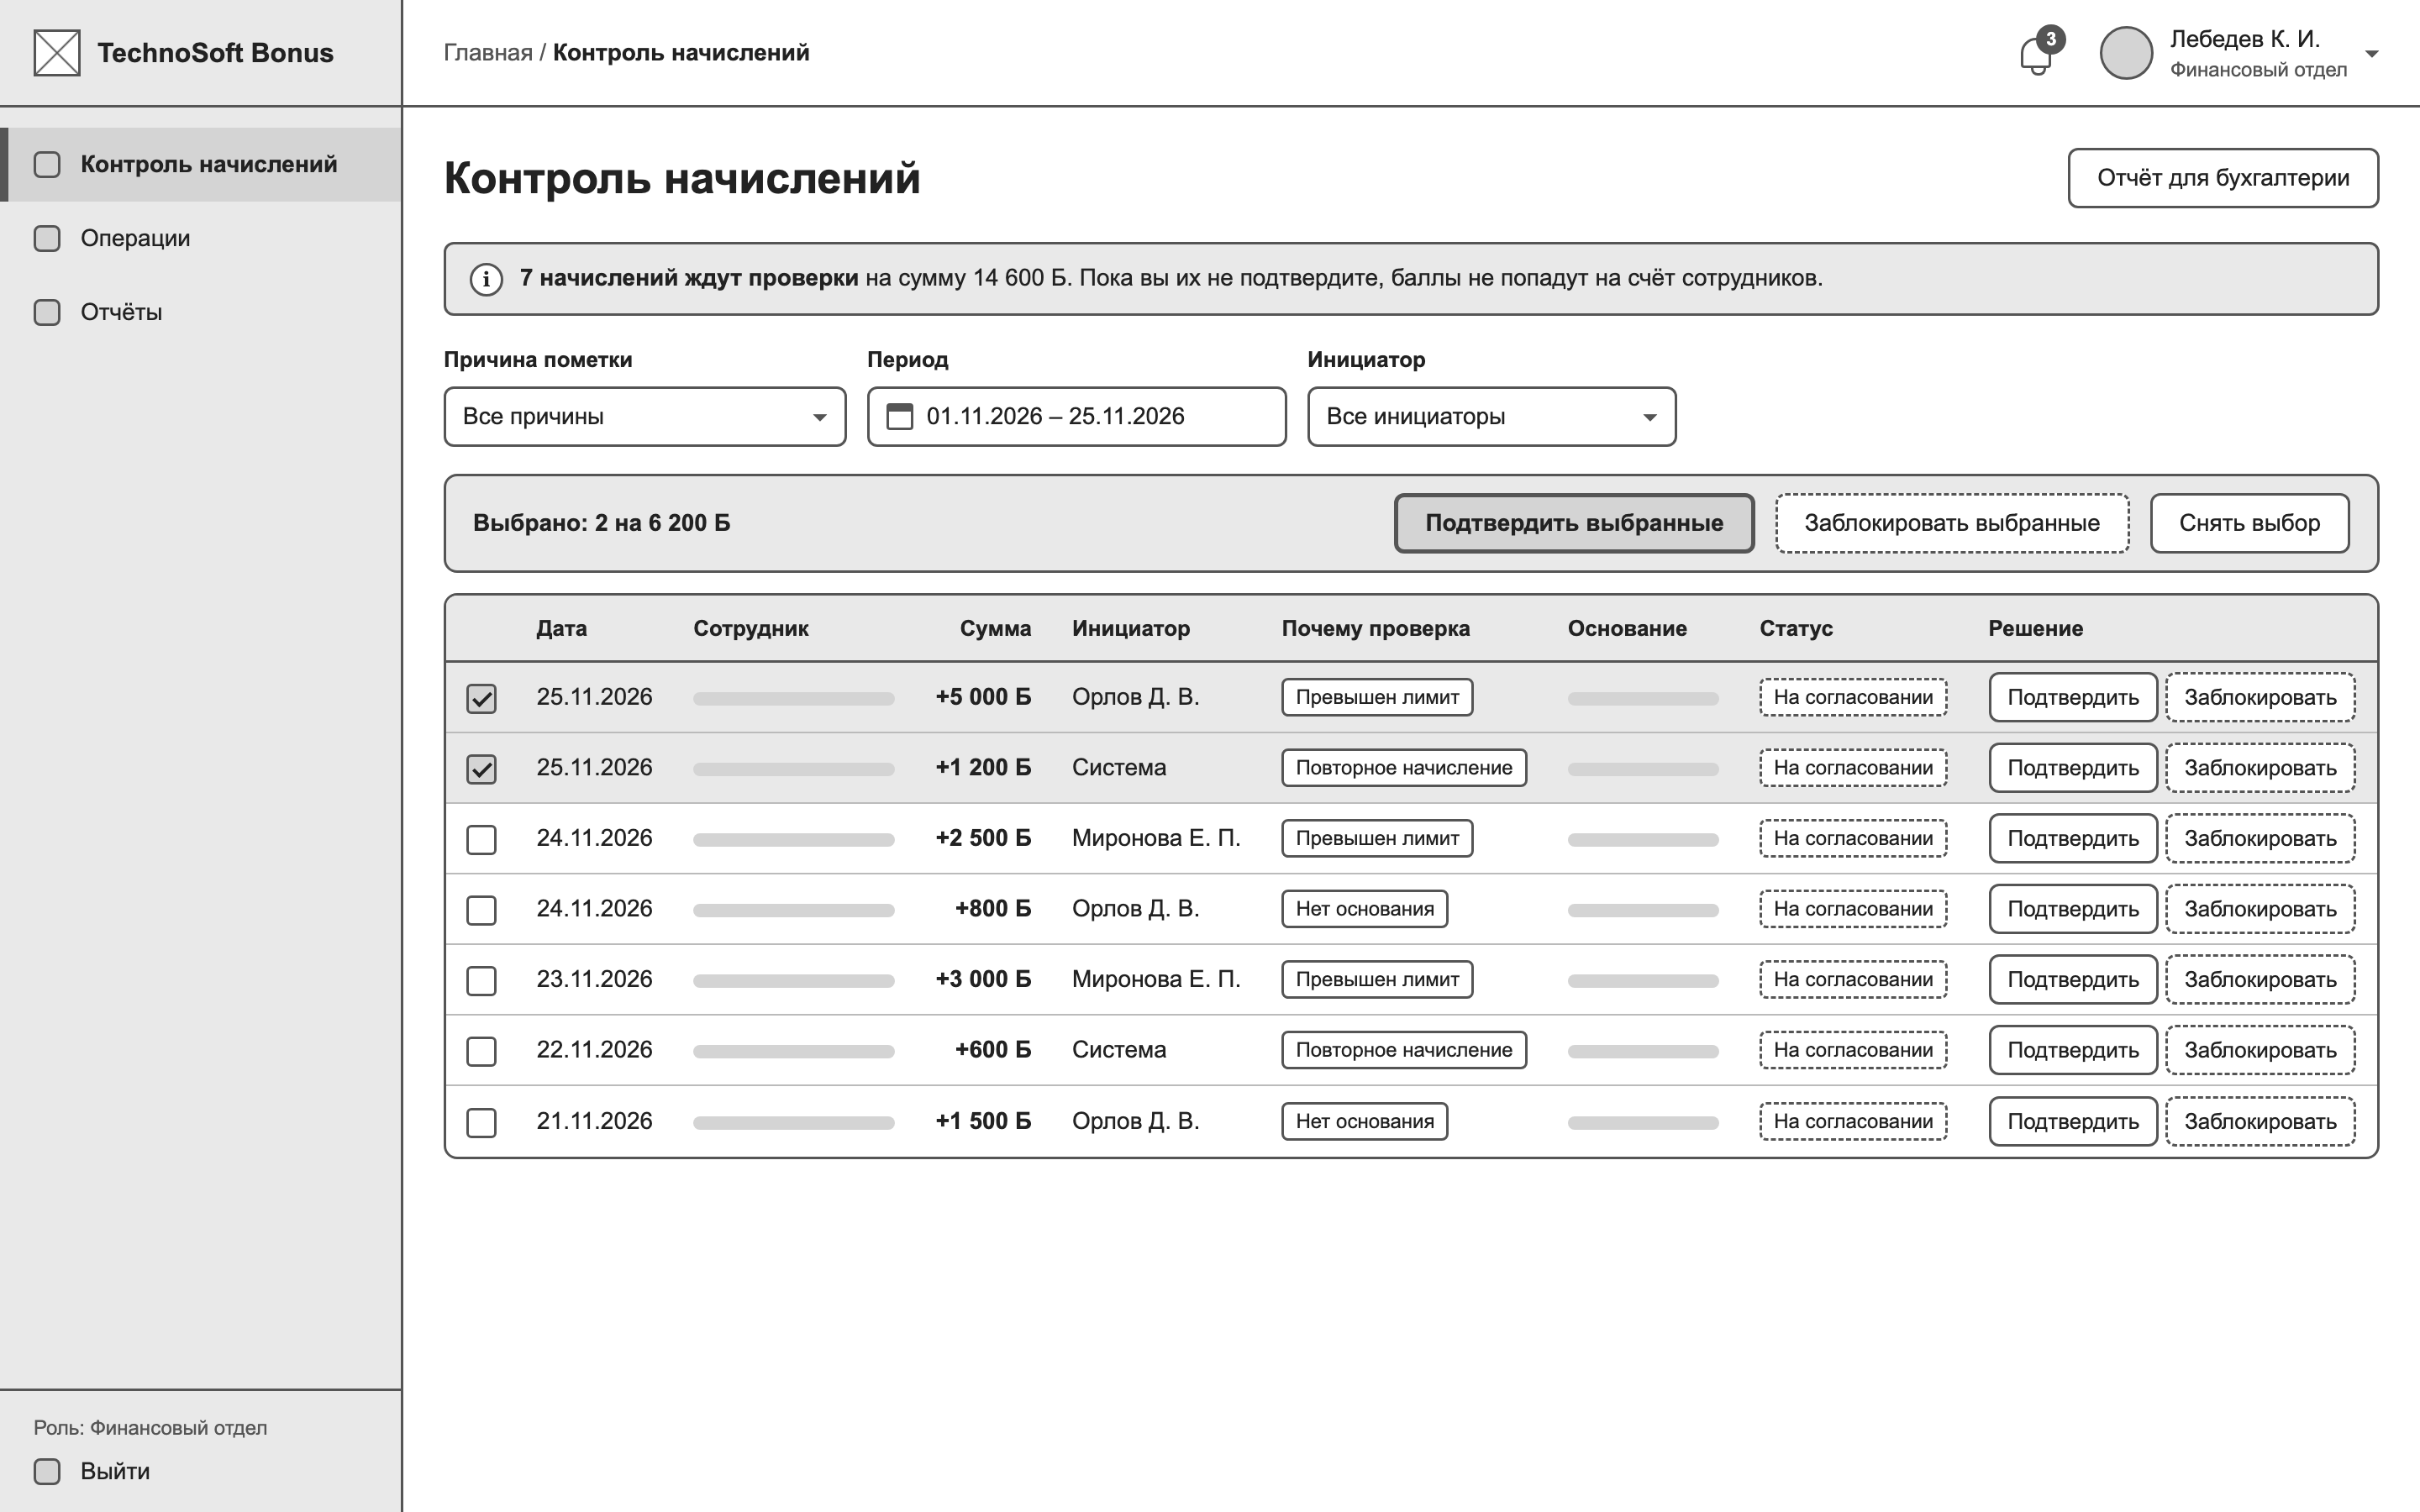 TechnoSoft Bonus
Главная / Контроль начислений
3
Лебедев К. И.
Финансовый отдел
Контроль начислений
Операции
Отчёты
Роль: Финансовый отдел
Выйти
Контроль начислений
Отчёт для бухгалтерии
7 начислений ждут проверки на сумму 14 600 Б. Пока вы их не подтвердите, баллы не попадут на счёт сотрудников.
Причина пометки Период Инициатор
Все причины 01.11.2026 – 25.11.2026 Все инициаторы
Выбрано: 2 на 6 200 Б Подтвердить выбранные Заблокировать выбранные Снять выбор
Дата Сотрудник Сумма Инициатор Почему проверка Основание Статус Решение
25.11.2026 +5 000 Б Орлов Д. В. Превышен лимит На согласовании Подтвердить Заблокировать
25.11.2026 +1 200 Б Система Повторное начисление На согласовании Подтвердить Заблокировать
24.11.2026 +2 500 Б Миронова Е. П. Превышен лимит На согласовании Подтвердить Заблокировать
24.11.2026 +800 Б Орлов Д. В. Нет основания На согласовании Подтвердить Заблокировать
23.11.2026 +3 000 Б Миронова Е. П. Превышен лимит На согласовании Подтвердить Заблокировать
22.11.2026 +600 Б Система Повторное начисление На согласовании Подтвердить Заблокировать
21.11.2026 +1 500 Б Орлов Д. В. Нет основания На согласовании Подтвердить Заблокировать